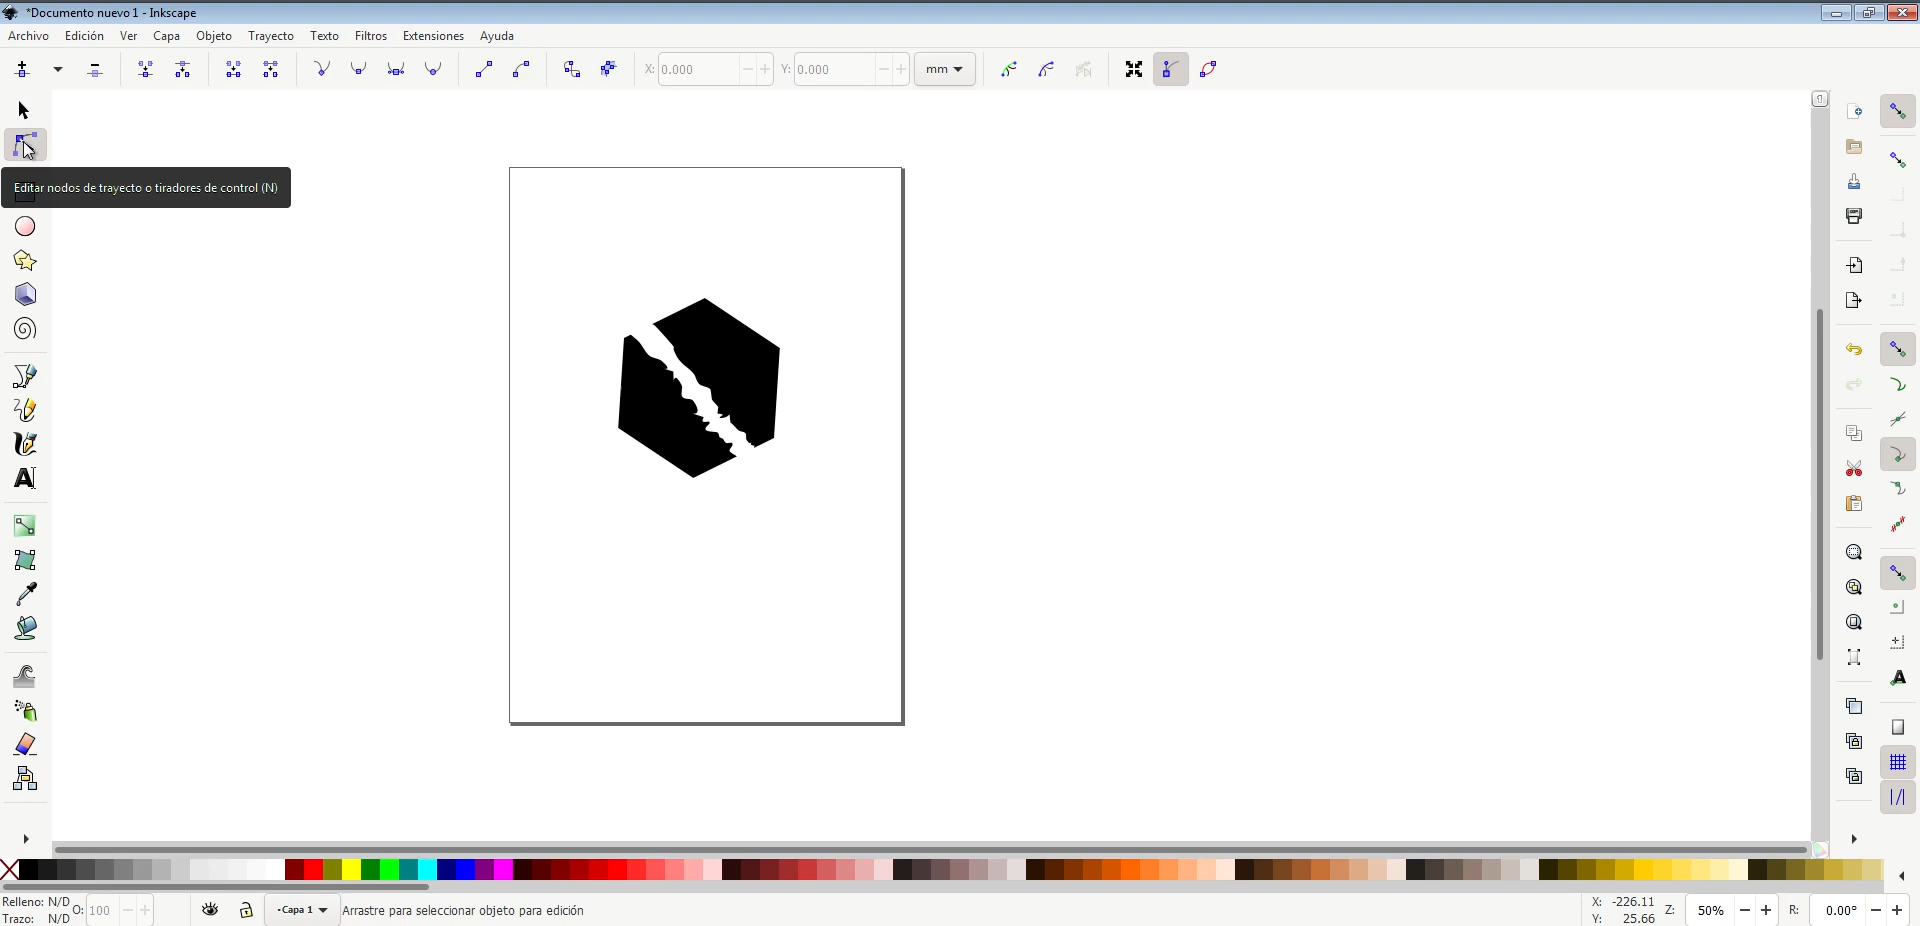 *Documento nuevo 1 - Inkscape
Archivo Edición Ver Capa Objeto Trayecto Texto Filtros Extensiones Ayuda
X: 0.000 Y: 0.000 mm
Editar nodos de trayecto o tiradores de control (N)
Relleno: N/D O: 100
Trazo: N/D
-Capa 1
Arrastre para seleccionar objeto para edición
X: -226.11
Y: 25.66
Z: 50%
R: 0.00°